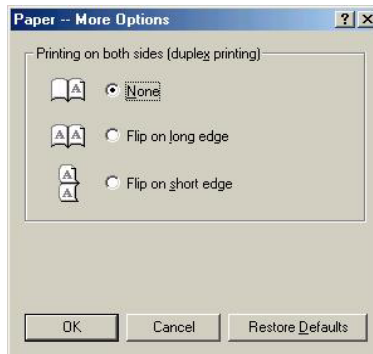 Paper -- More Options
Printing on both sides (duplex printing)
A None
A A Flip on long edge
A
A Flip on short edge
OK Cancel Restore Defaults